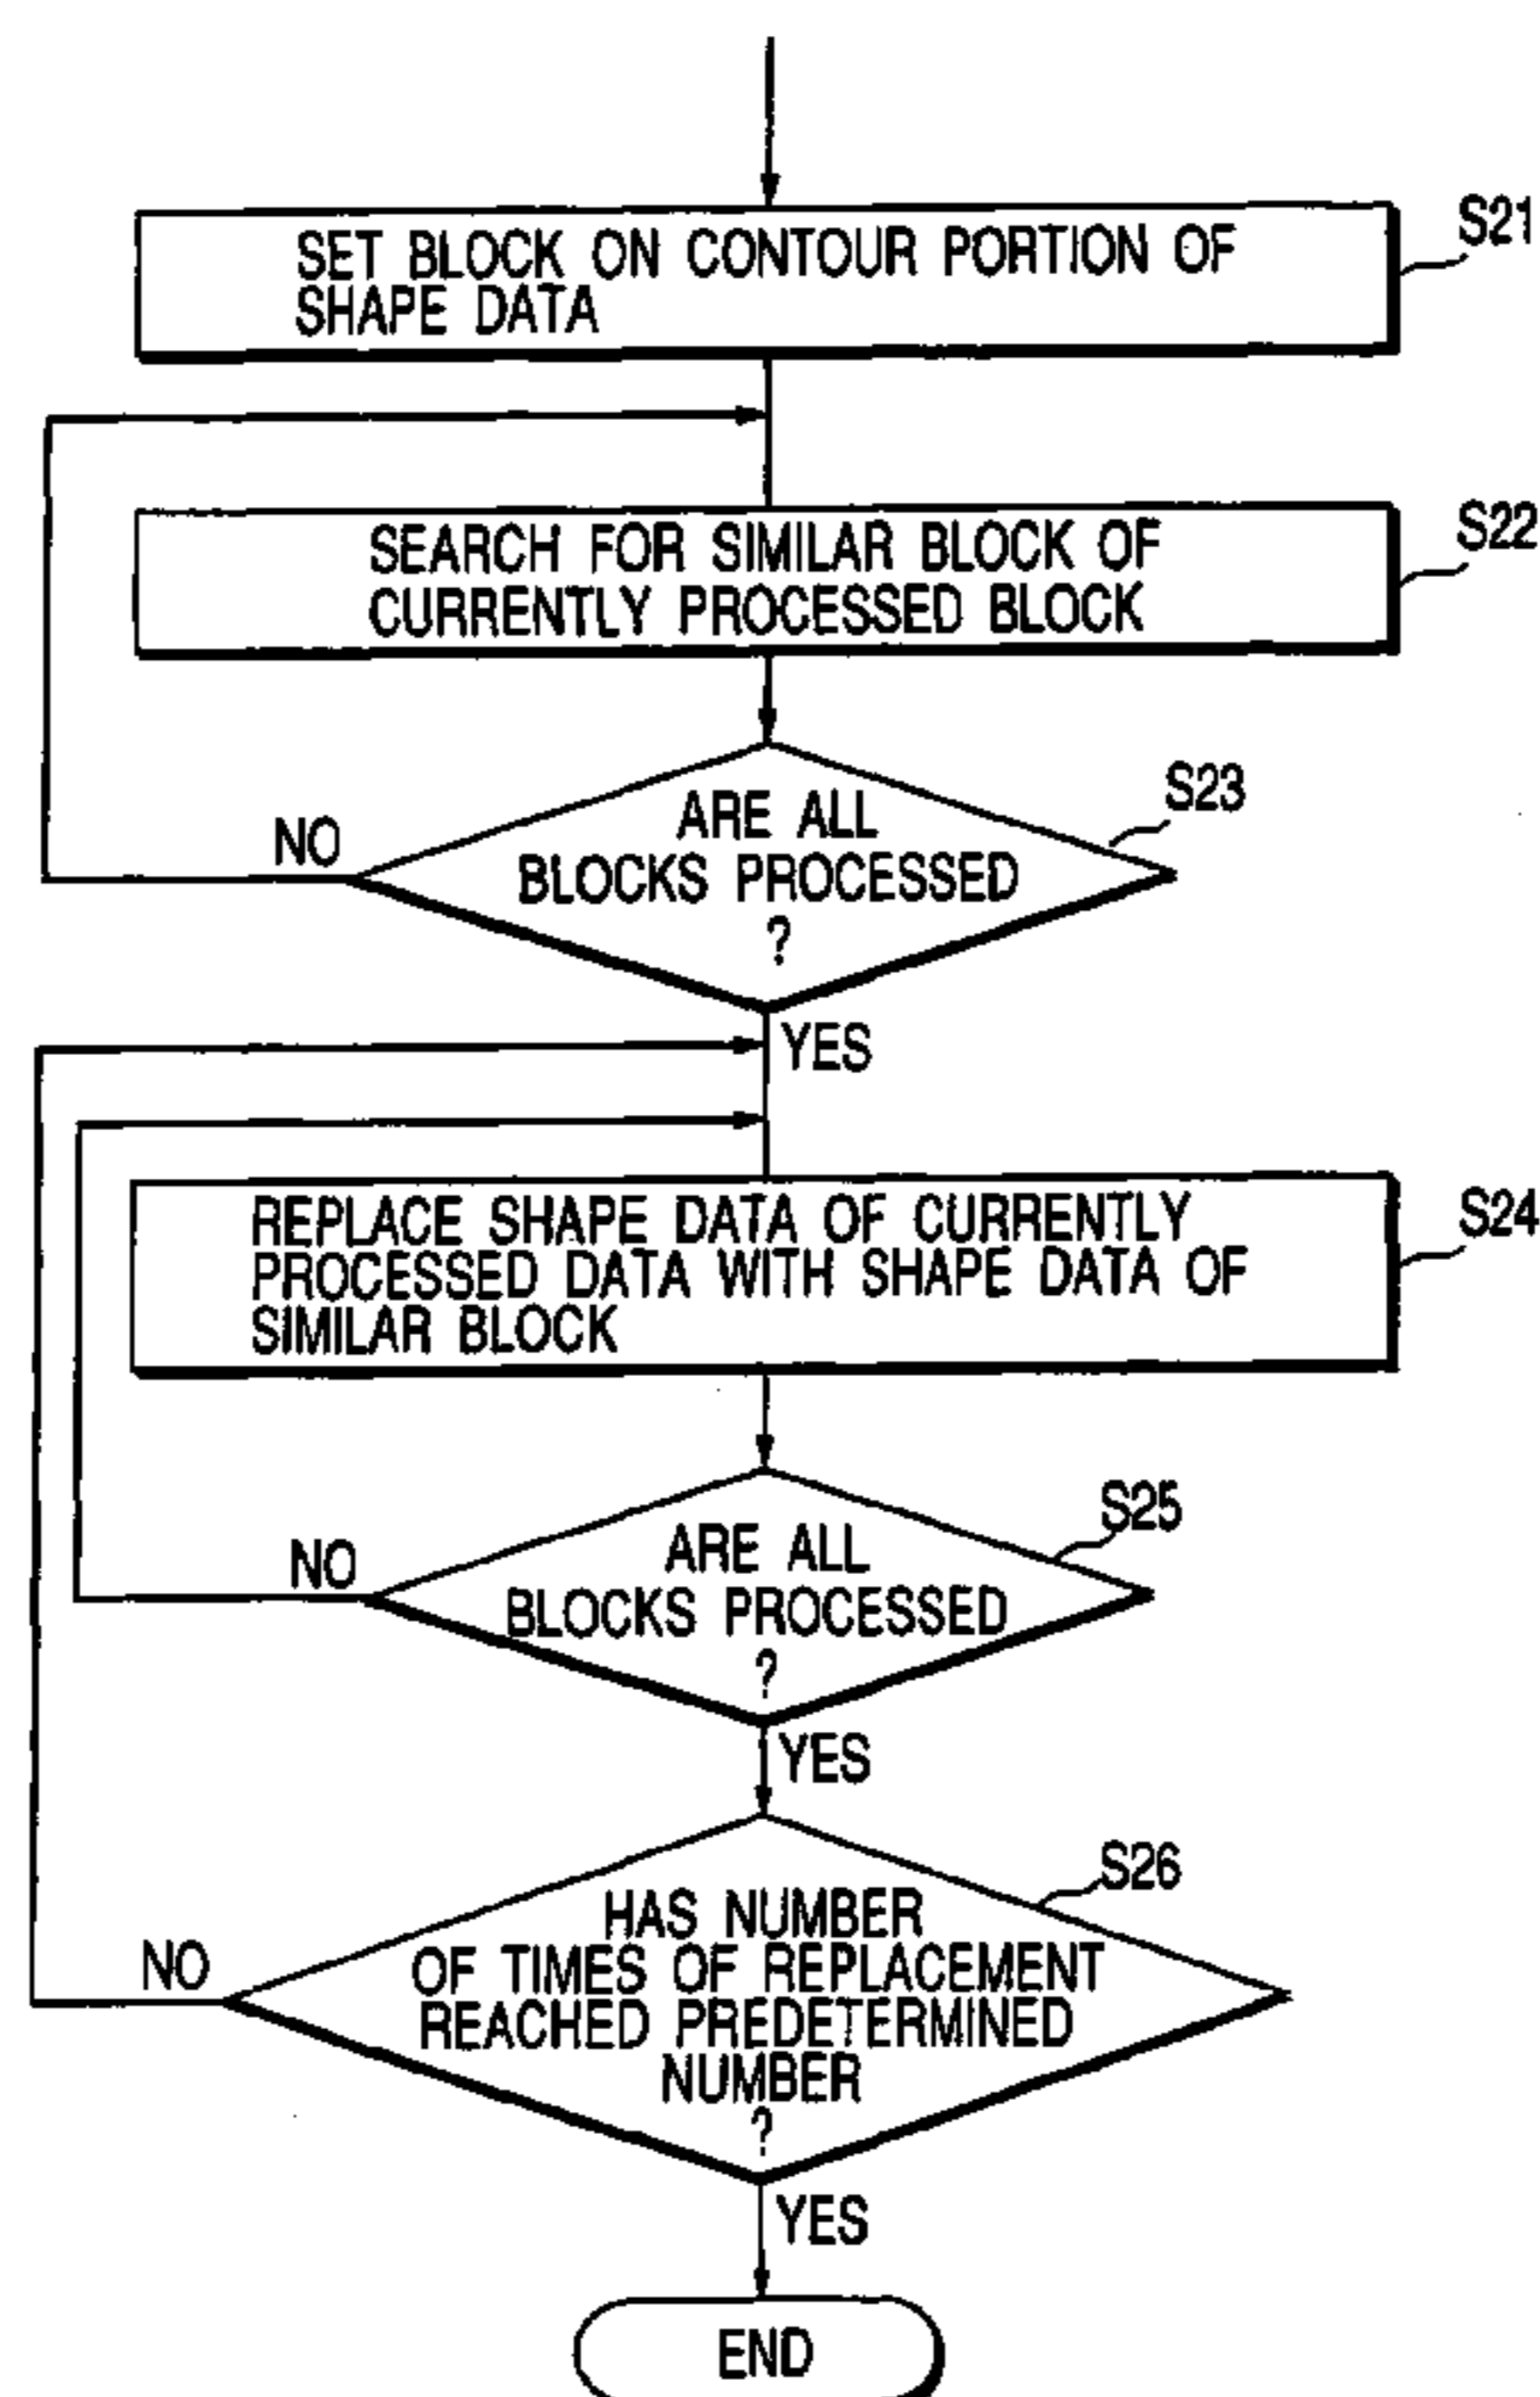 SET BLOCK ON CONTOUR PORTION OF
SHAPE DATA
S21
SEARCH FOR SIMILAR BLOCK OF
CURRENTLY PROCESSED BLOCK
S22
ARE ALL
BLOCKS PROCESSED
?
S23
NO
YES
REPLACE SHAPE DATA OF CURRENTLY
PROCESSED DATA WITH SHAPE DATA OF
SIMILAR BLOCK
S24
ARE ALL
BLOCKS PROCESSED
?
S25
NO
YES
HAS NUMBER
OF TIMES OF REPLACEMENT
REACHED PREDETERMINED
NUMBER
?
S26
NO
YES
END